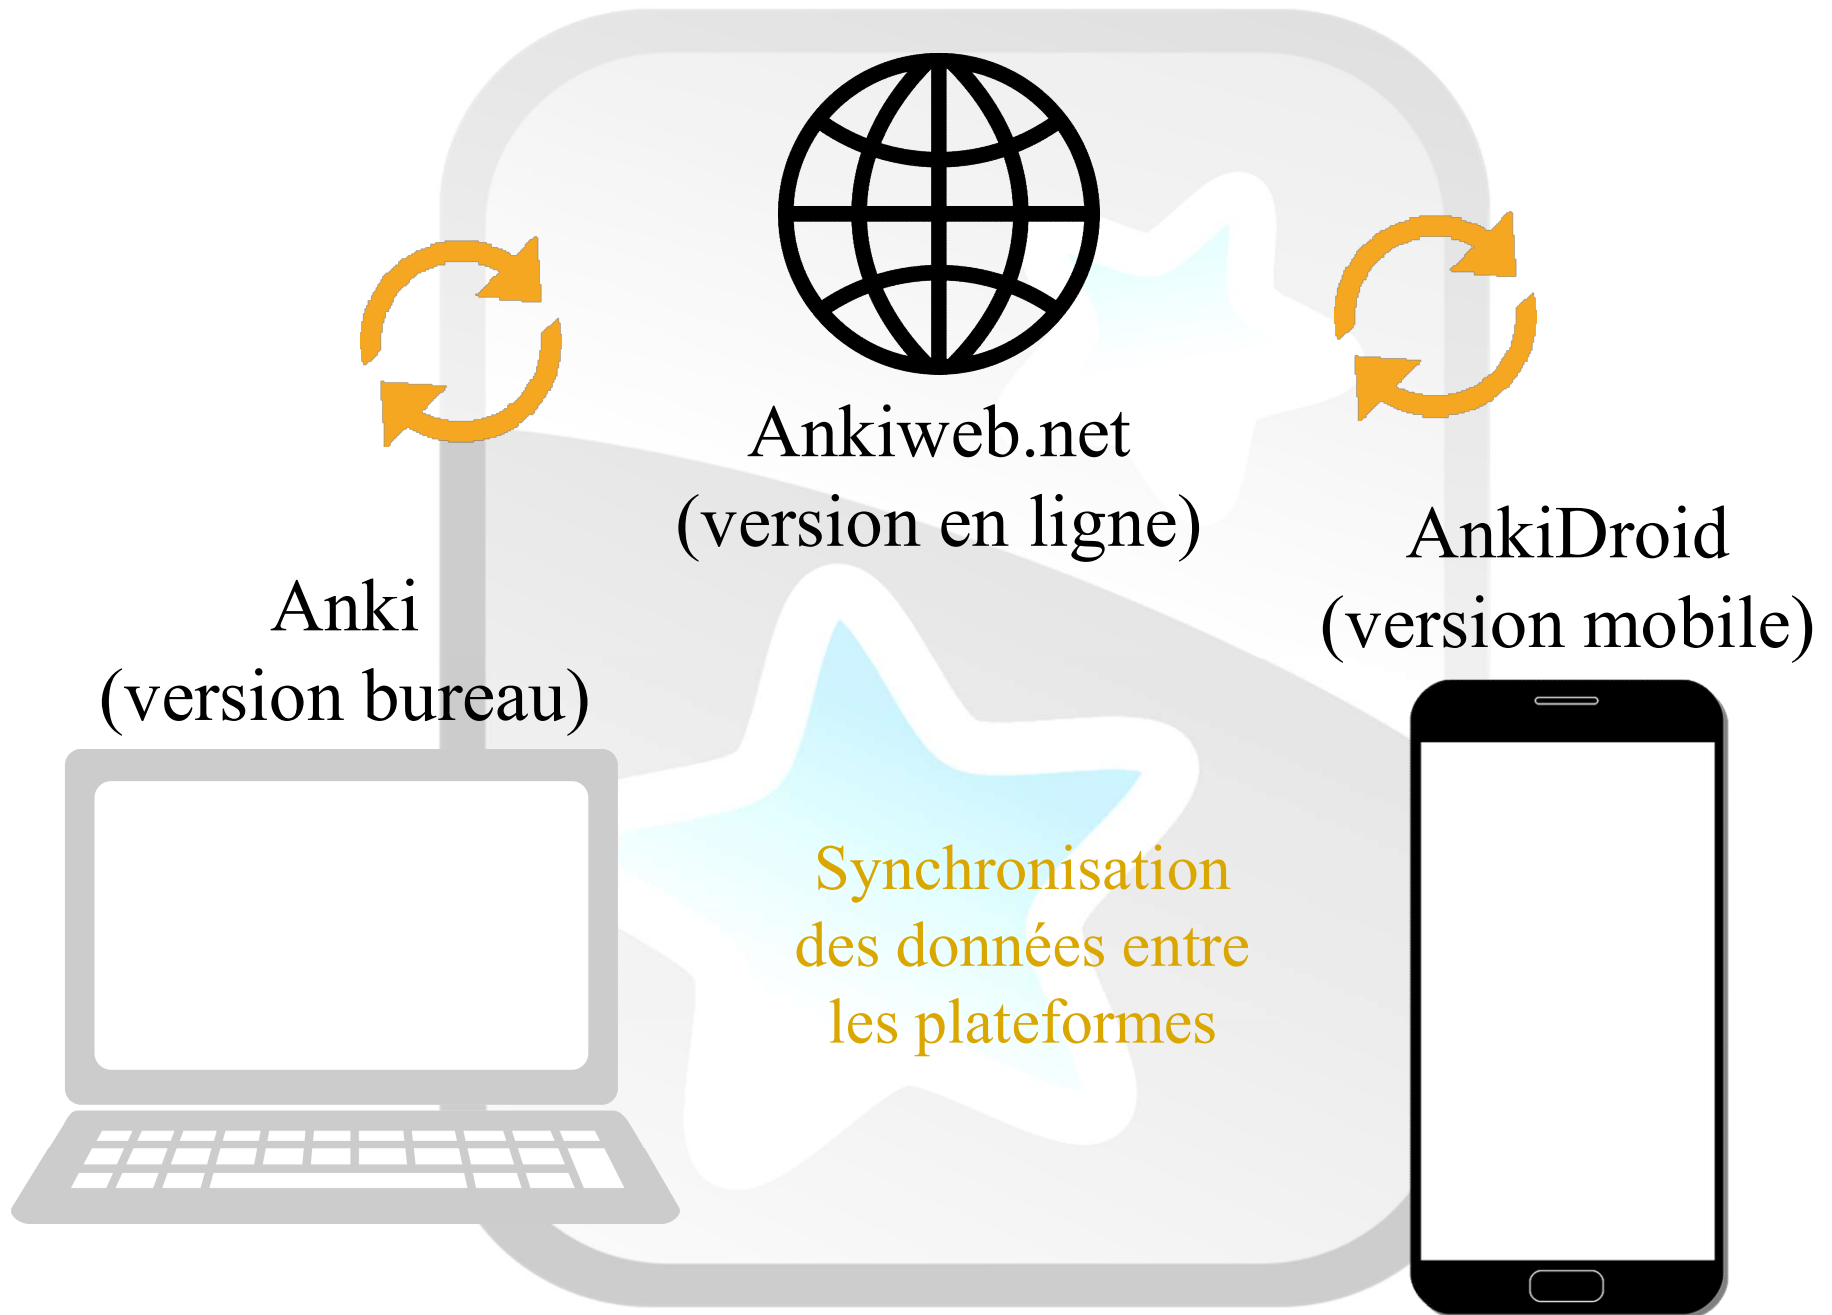 Ankiweb.net
(version en ligne)
AnkiDroid
(version mobile)
Anki
(version bureau)
Synchronisation
des données entre
les plateformes